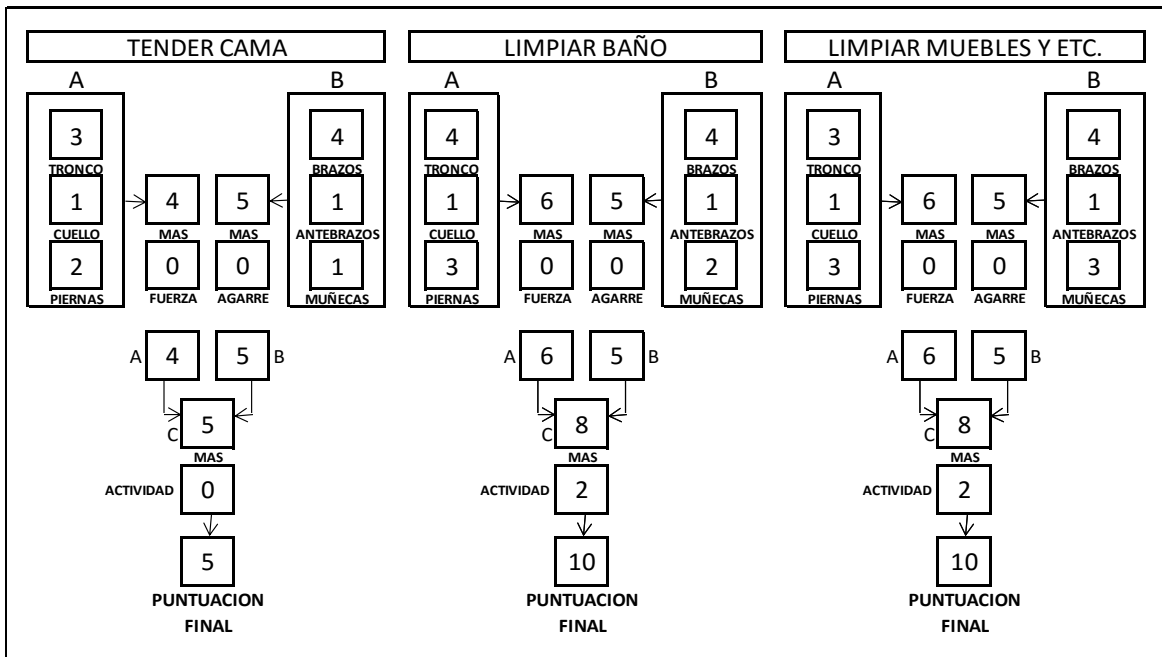 TENDER CAMA
A
B
3
TRONCO
1
CUELLO
2
PIERNAS
4
MAS
0
FUERZA
5
MAS
0
AGARRE
4
BRAZOS
1
ANTEBRAZOS
1
MUÑECAS
A 4 5 B
C 5
MAS
ACTIVIDAD 0
5
PUNTUACION
FINAL
LIMPIAR BAÑO
A
B
4
TRONCO
1
CUELLO
3
PIERNAS
6
MAS
0
FUERZA
5
MAS
0
AGARRE
4
BRAZOS
1
ANTEBRAZOS
2
MUÑECAS
A 6 5 B
C 8
MAS
ACTIVIDAD 2
10
PUNTUACION
FINAL
LIMPIAR MUEBLES Y ETC.
A
B
3
TRONCO
1
CUELLO
3
PIERNAS
6
MAS
0
FUERZA
5
MAS
0
AGARRE
4
BRAZOS
1
ANTEBRAZOS
3
MUÑECAS
A 6 5 B
C 8
MAS
ACTIVIDAD 2
10
PUNTUACION
FINAL